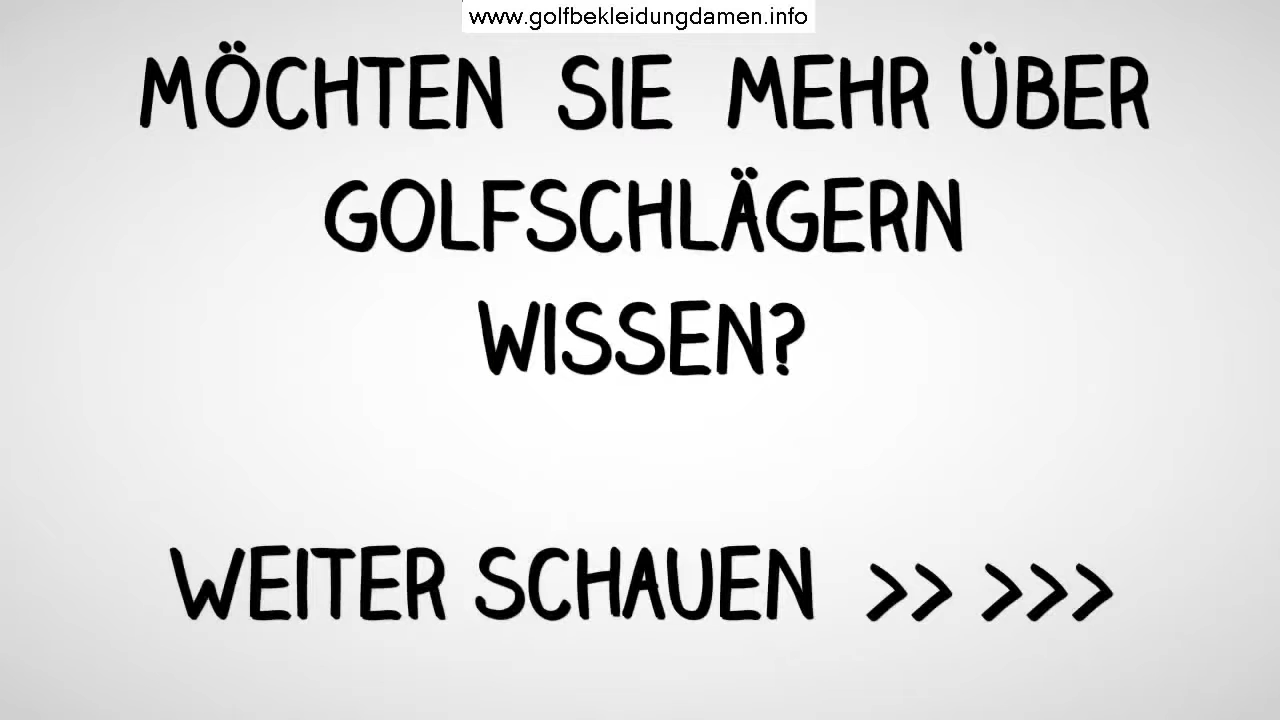 www.golfbekleidungdamen.info
MÖCHTEN SIE MEHR ÜBER
GOLFSCHLÄGERN
WISSEN?
WEITER SCHAUEN >> >>>